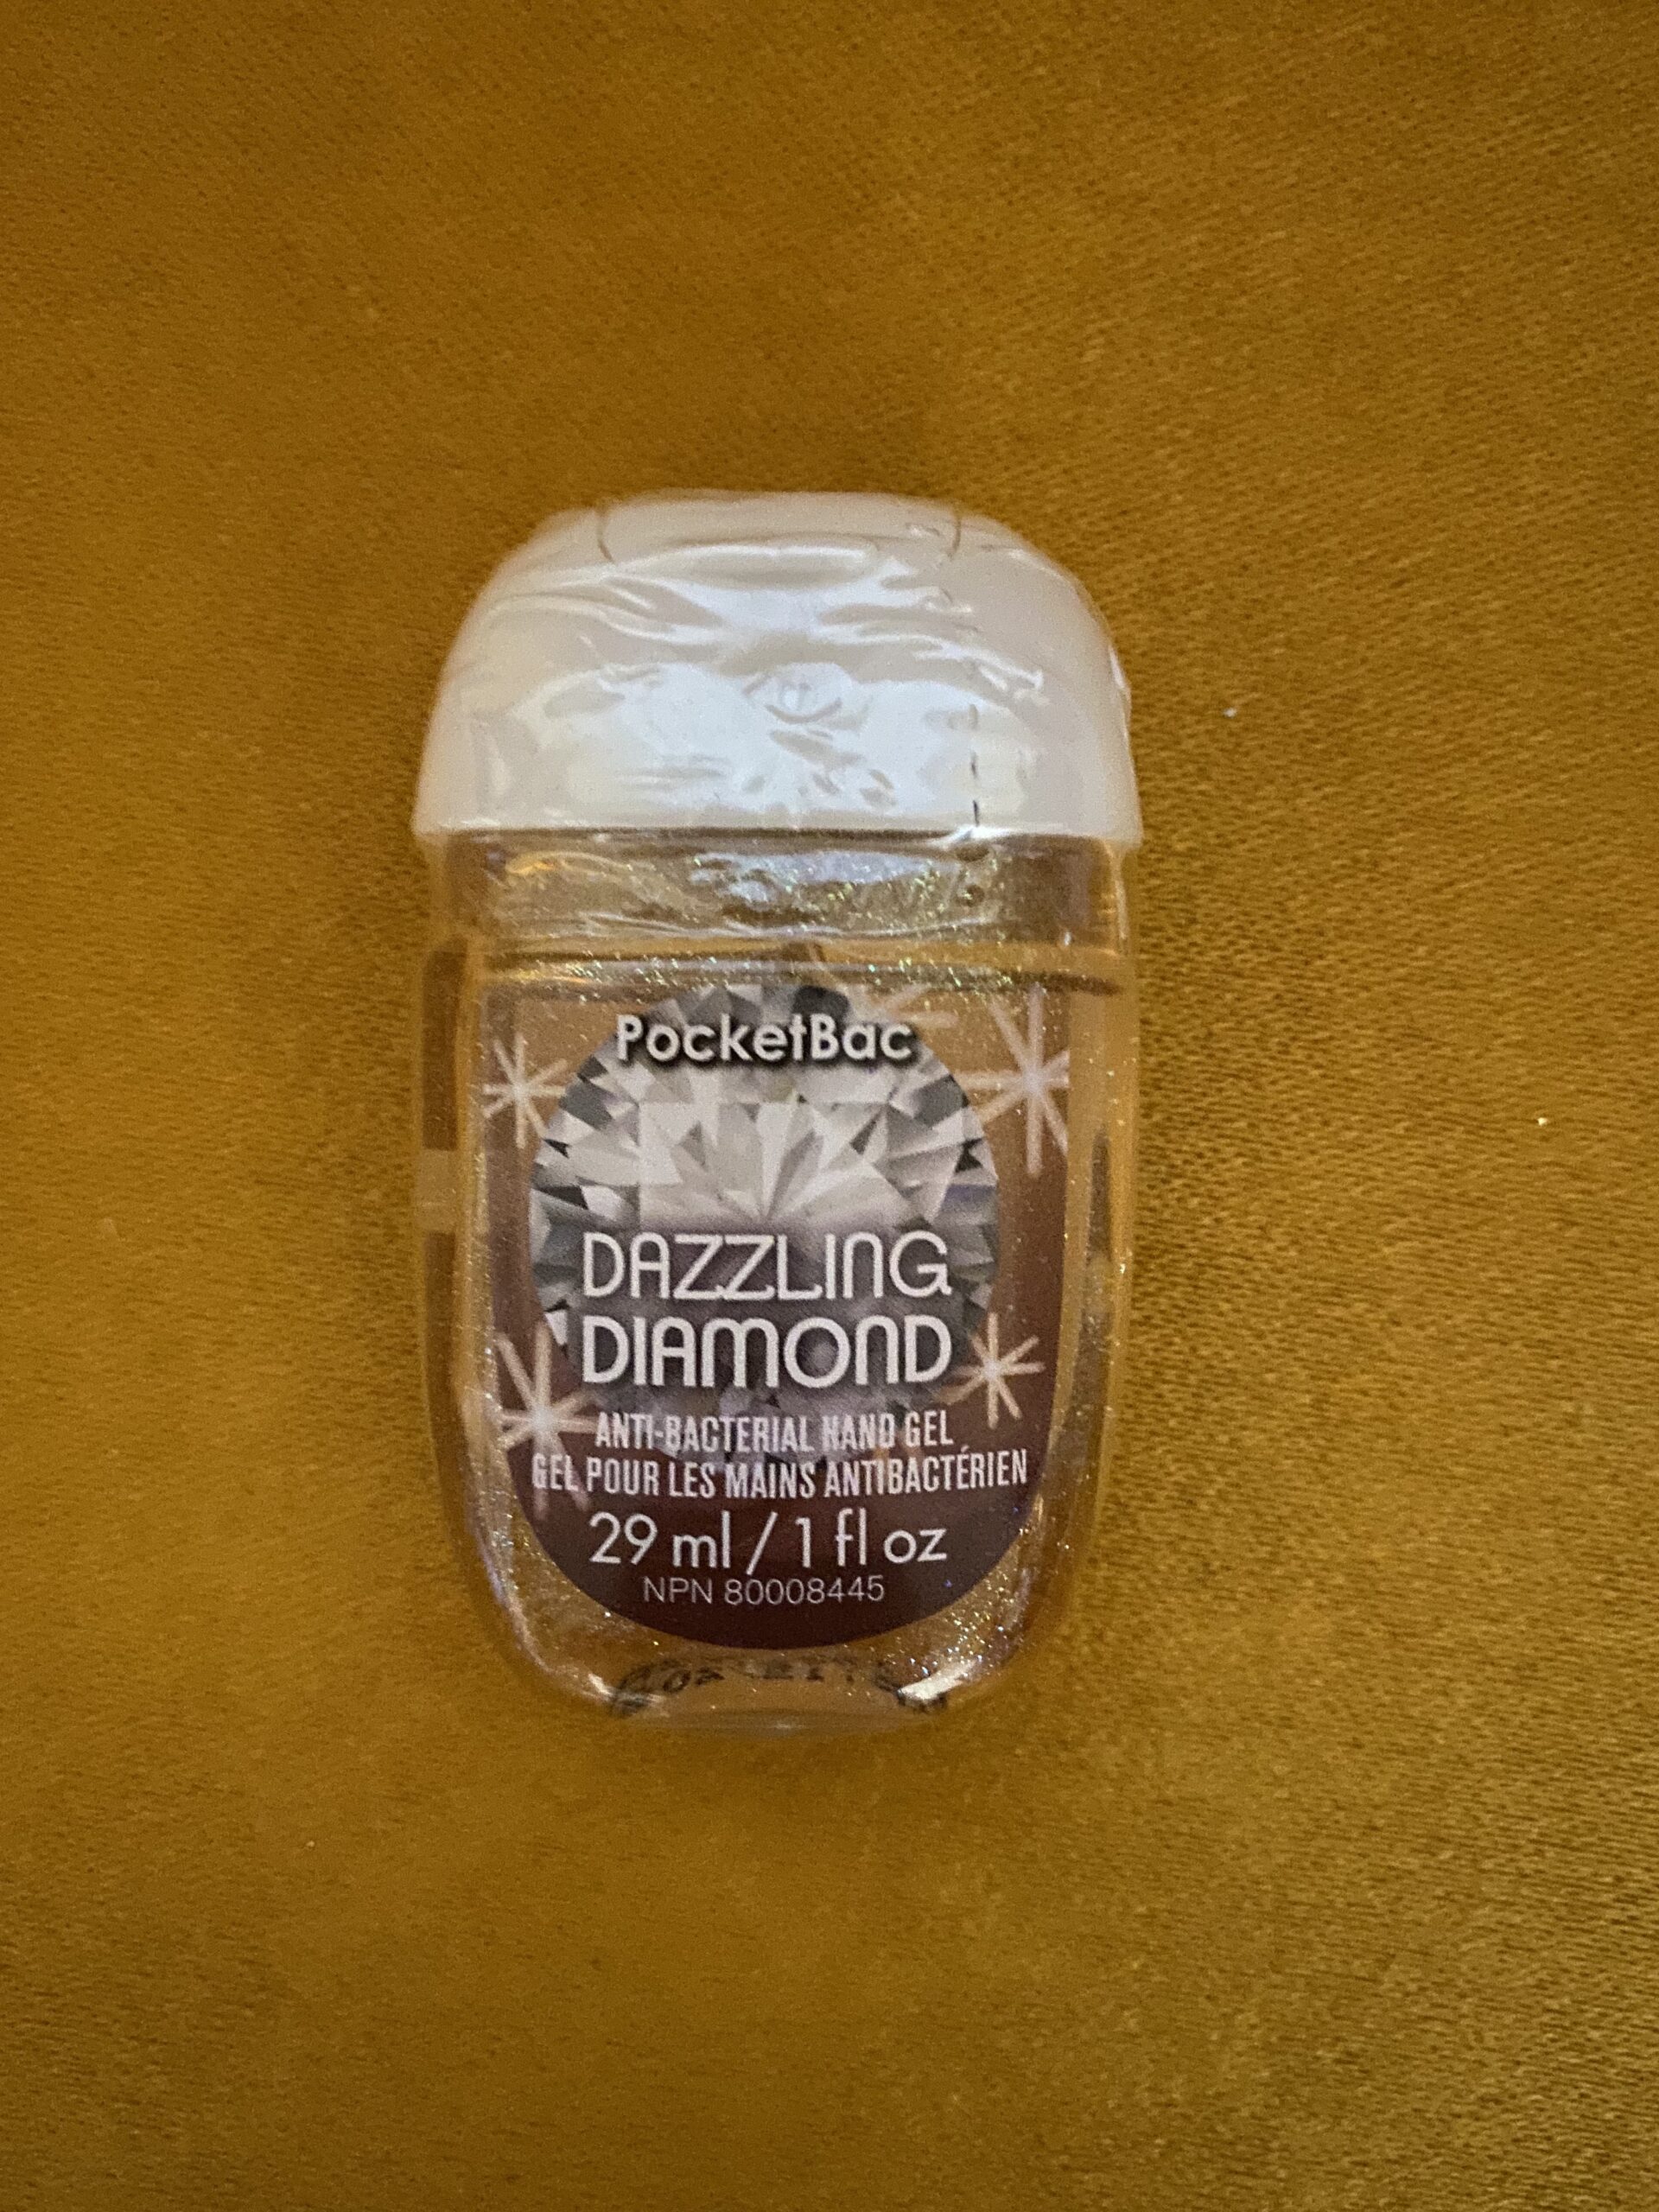 PocketBac
DAZZLING
DIAMOND
ANTI-BACTERIAL HAND GEL
GEL POUR LES MAINS ANTIBACTÉRIEN
29 ml / 1 fl oz
NPN 80008445